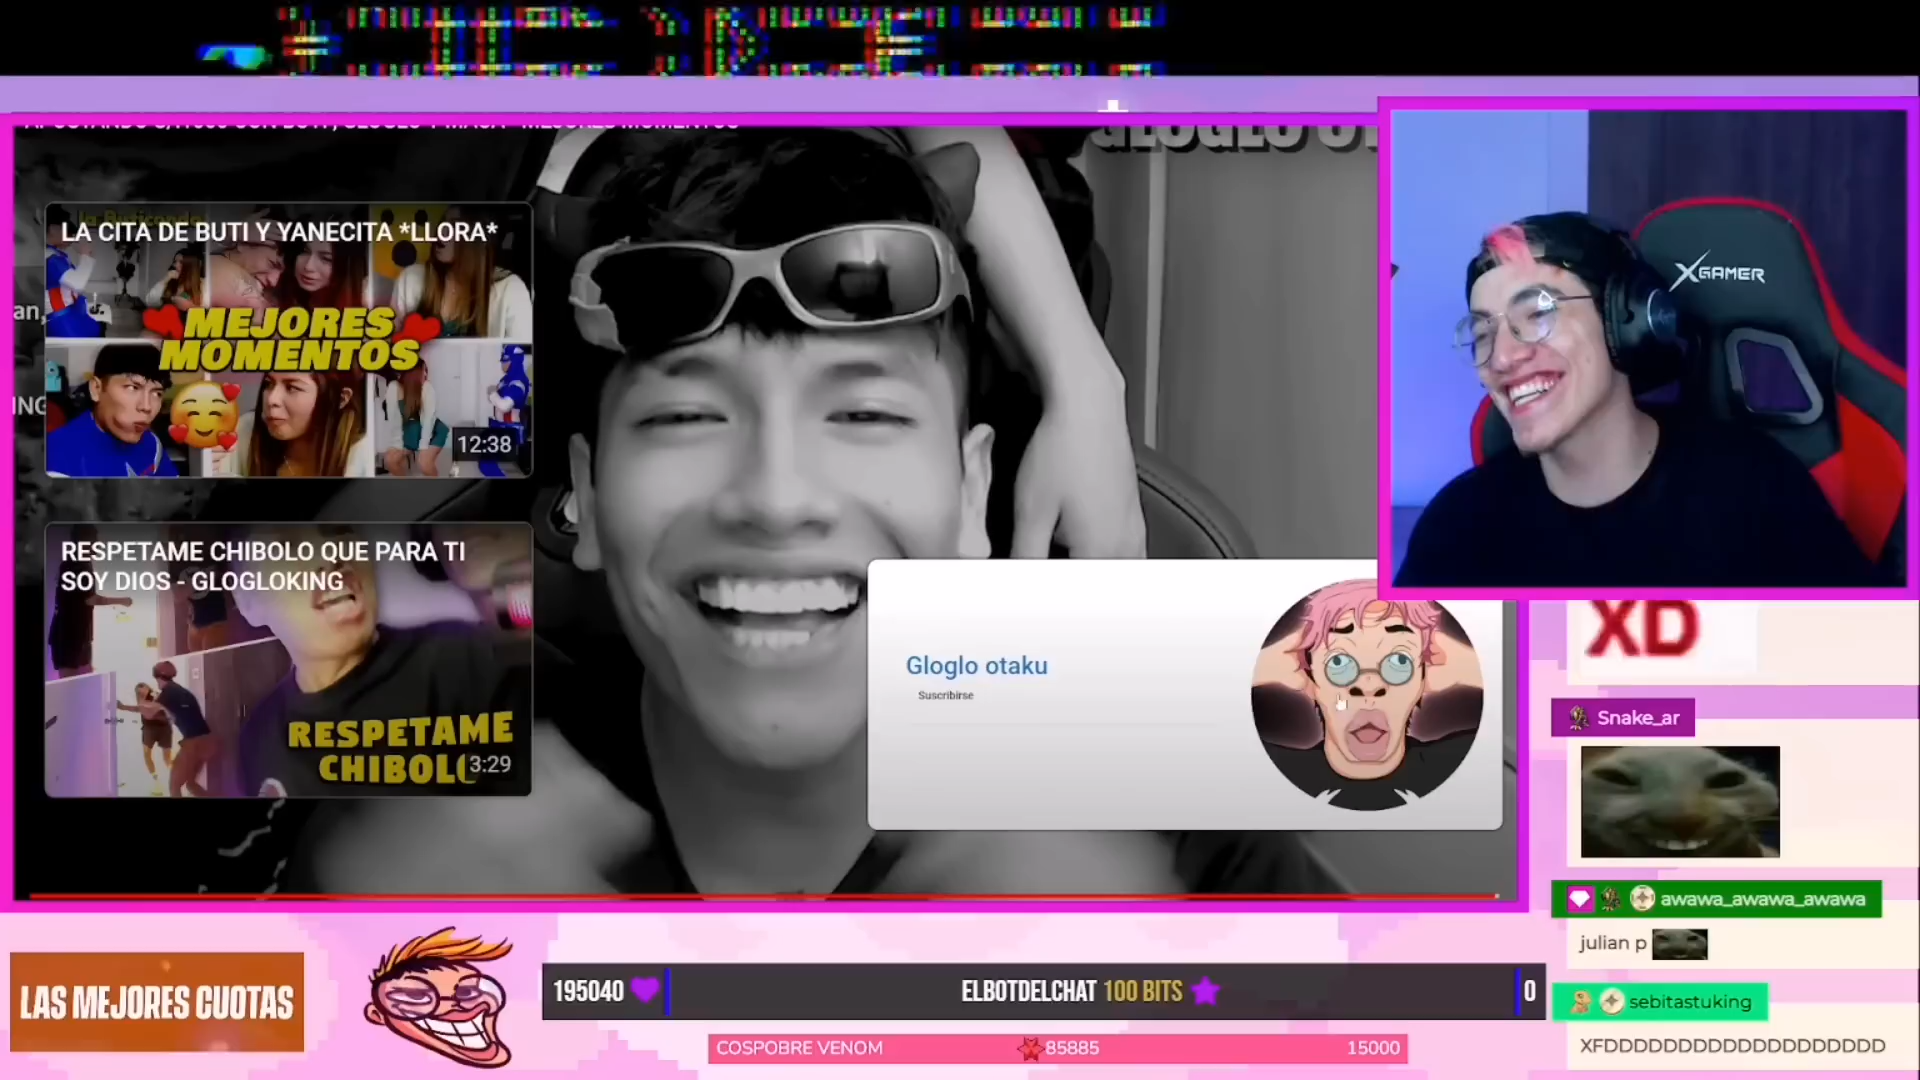 LA CITA DE BUTI Y YANECITA *LLORA*
MEJORES
MOMENTOS
12:38
RESPETAME CHIBOLO QUE PARA TI
SOY DIOS - GLOGLOKING
RESPETAME
3:29
Gloglo otaku
Suscribirse
XGAMER
XD
Snake_ar
awawa_awawa_awawa
julian p
sebitastuking
XFDDDDDDDDDDDDDDDDDDD
LAS MEJORES CUOTAS
195040
ELBOTDELCHAT 100 BITS
0
COSPOBRE VENOM
85885
15000